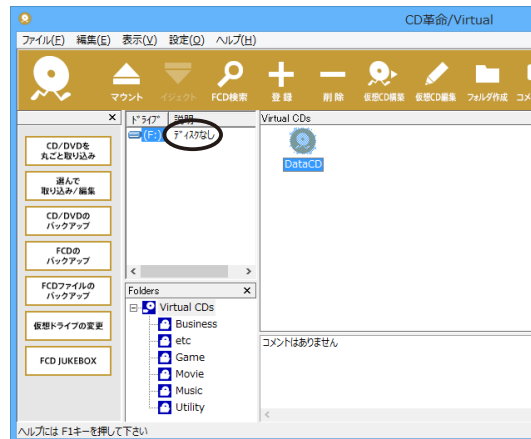 CD革命/Virtual
ファイル(F) 編集(E) 表示(V) 設定(O) ヘルプ(H)
マウント イジェクト FCD検索 登録 削除 仮想CD構築 仮想CD編集 フォルダ作成 コメ
CD/DVDを
丸ごと取り込み
選んで
取り込み/編集
CD/DVDの
バックアップ
FCDの
バックアップ
FCDファイルの
バックアップ
仮想ドライブの変更
FCD JUKEBOX
ドライブ 説明
(F:) ディスクなし
Folders
Virtual CDs
Business
etc
Game
Movie
Music
Utility
Virtual CDs
DataCD
コメントはありません
ヘルプには F1キーを押して下さい